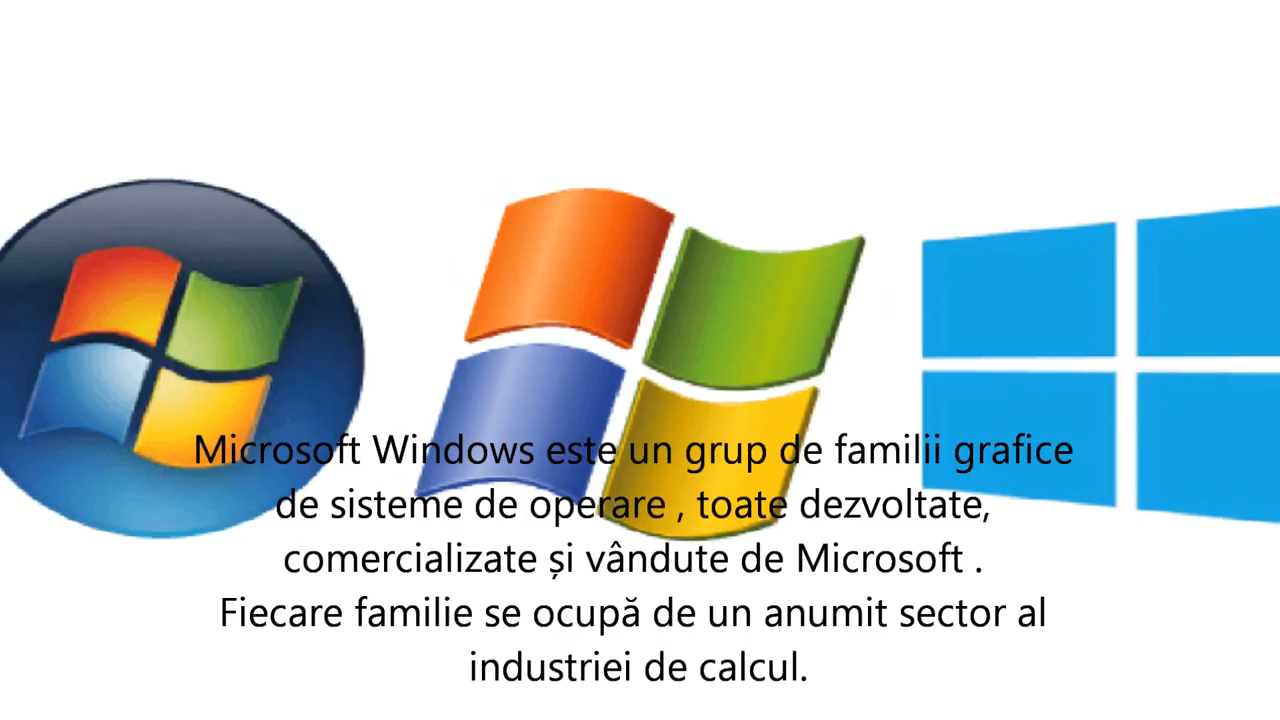 Microsoft Windows este un grup de familii grafice
de sisteme de operare , toate dezvoltate,
comercializate și vândute de Microsoft .
Fiecare familie se ocupă de un anumit sector al
industriei de calcul.